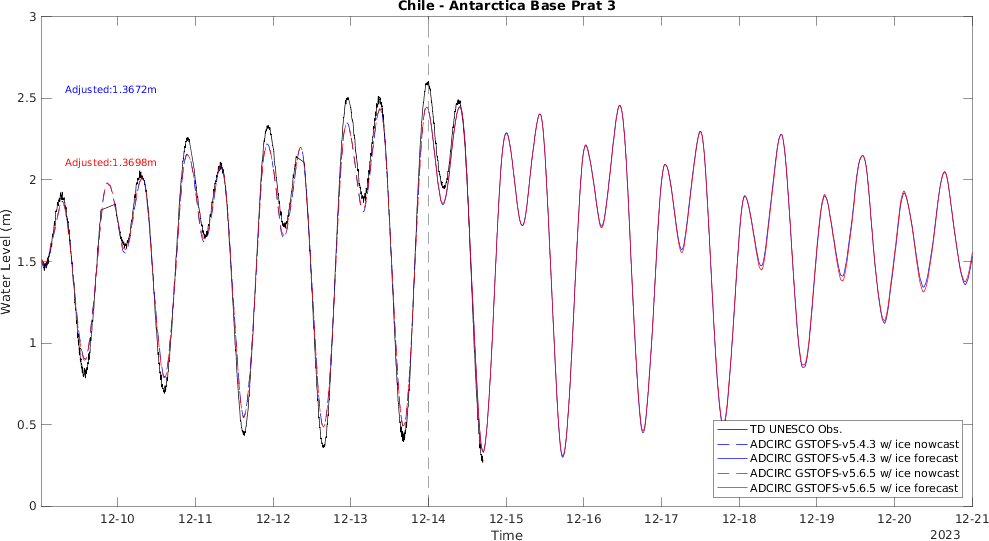 Chile - Antarctica Base Prat 3
3
2.5
2
1.5
1
0.5
0
Water Level (m)
Adjusted:1.3672m
Adjusted:1.3698m
TD UNESCO Obs.
ADCIRC GSTOFS-v5.4.3 w/ ice nowcast
ADCIRC GSTOFS-v5.4.3 w/ ice forecast
ADCIRC GSTOFS-v5.6.5 w/ ice nowcast
ADCIRC GSTOFS-v5.6.5 w/ ice forecast
12-10 12-11 12-12 12-13 12-14 12-15 12-16 12-17 12-18 12-19 12-20 12-21
Time
2023